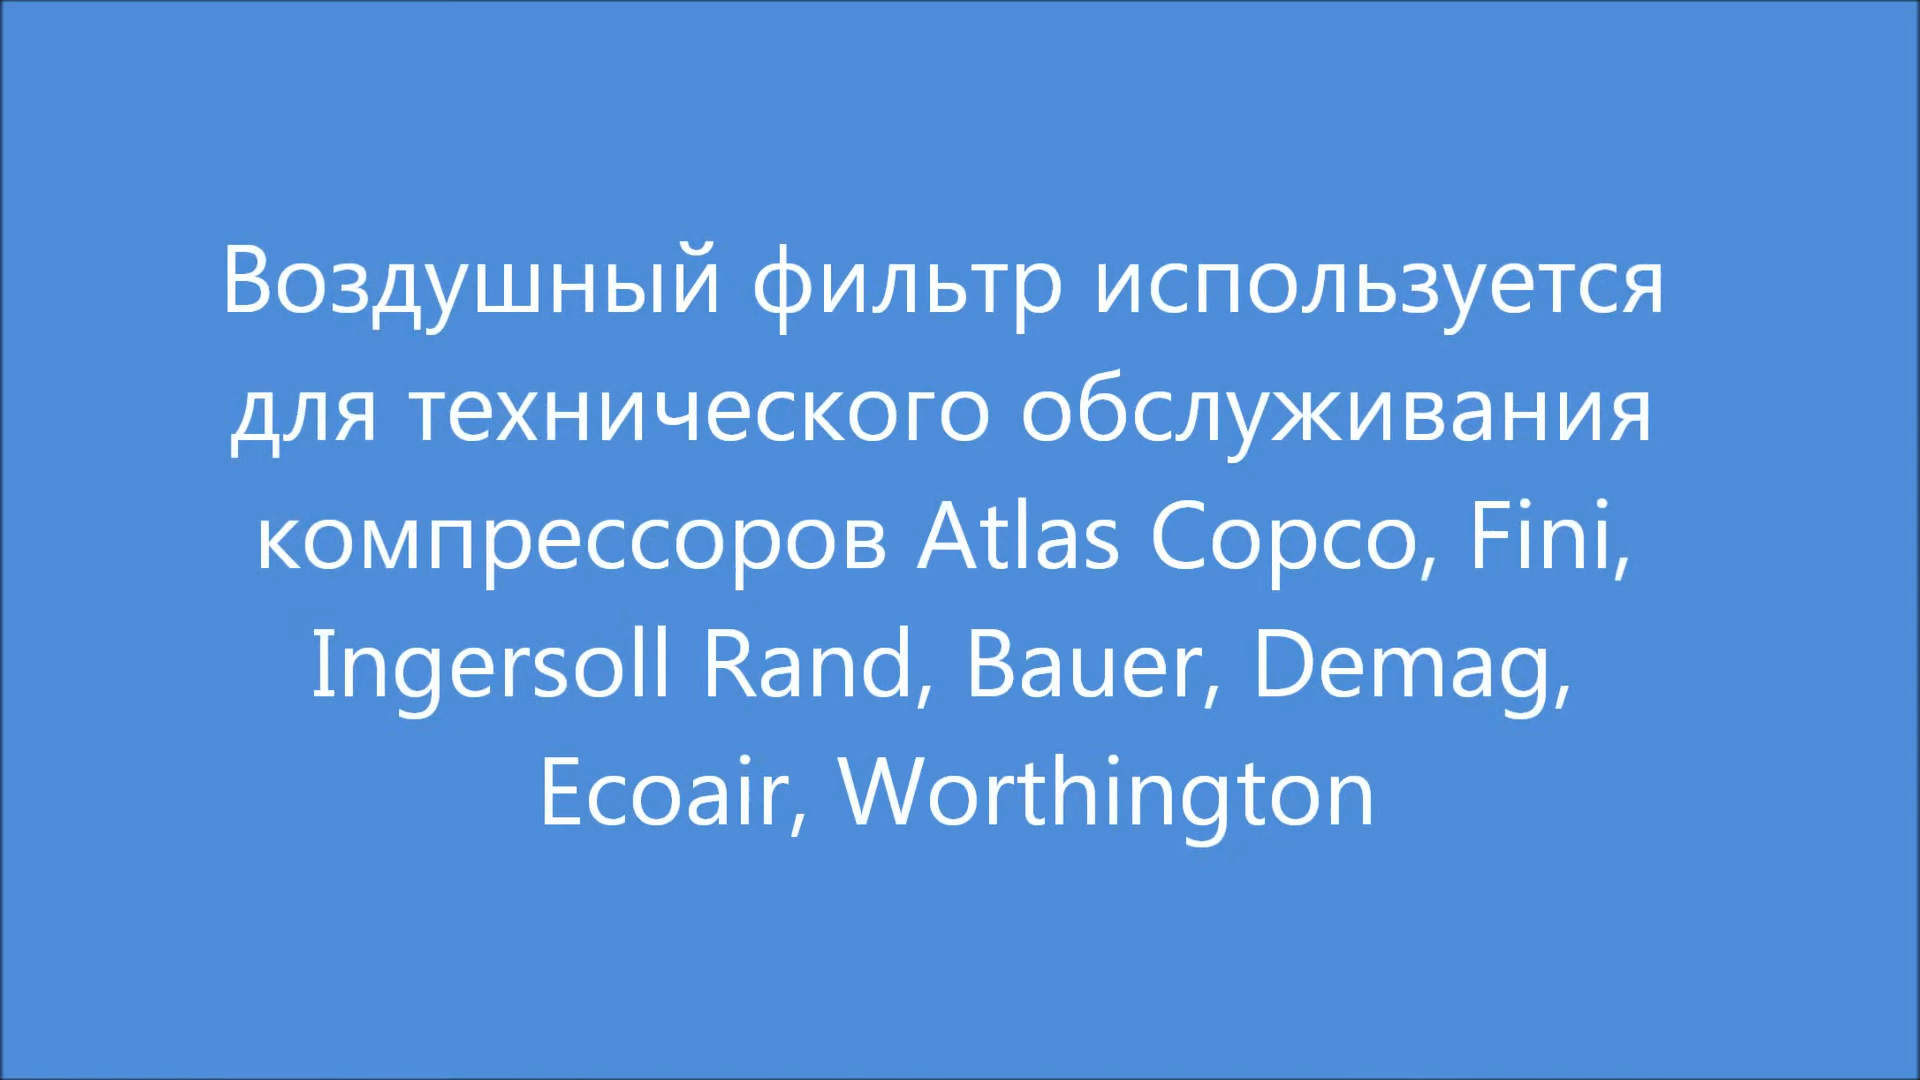 Воздушный фильтр используется
для технического обслуживания
компрессоров Atlas Copco, Fini,
Ingersoll Rand, Bauer, Demag,
Ecoair, Worthington